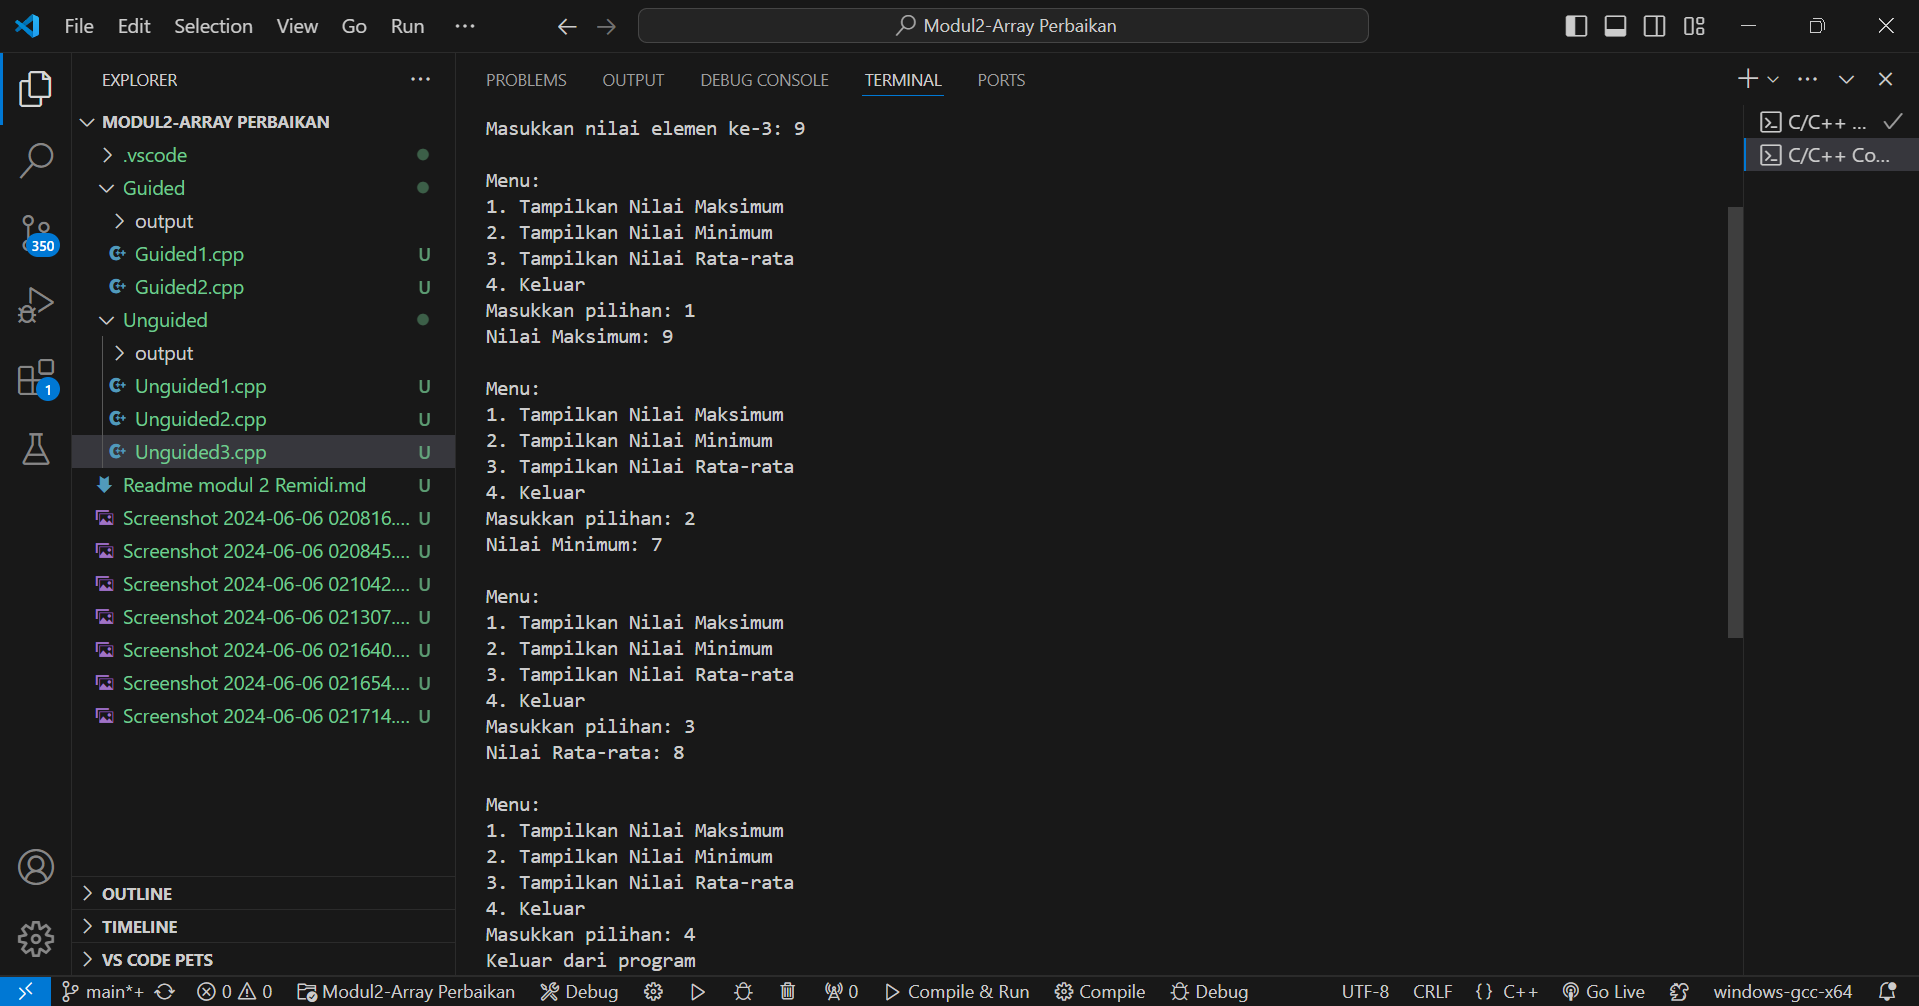 File Edit Selection View Go Run ··· Modul2-Array Perbaikan
EXPLORER ···
MODUL2-ARRAY PERBAIKAN
.vscode
Guided
output
Guided1.cpp U
Guided2.cpp U
Unguided
output
Unguided1.cpp U
Unguided2.cpp U
Unguided3.cpp U
Readme modul 2 Remidi.md U
Screenshot 2024-06-06 020816.... U
Screenshot 2024-06-06 020845.... U
Screenshot 2024-06-06 021042.... U
Screenshot 2024-06-06 021307.... U
Screenshot 2024-06-06 021640.... U
Screenshot 2024-06-06 021654.... U
Screenshot 2024-06-06 021714.... U
OUTLINE
TIMELINE
VS CODE PETS
350
1
PROBLEMS OUTPUT DEBUG CONSOLE TERMINAL PORTS
Masukkan nilai elemen ke-3: 9
Menu:
1. Tampilkan Nilai Maksimum
2. Tampilkan Nilai Minimum
3. Tampilkan Nilai Rata-rata
4. Keluar
Masukkan pilihan: 1
Nilai Maksimum: 9
Menu:
1. Tampilkan Nilai Maksimum
2. Tampilkan Nilai Minimum
3. Tampilkan Nilai Rata-rata
4. Keluar
Masukkan pilihan: 2
Nilai Minimum: 7
Menu:
1. Tampilkan Nilai Maksimum
2. Tampilkan Nilai Minimum
3. Tampilkan Nilai Rata-rata
4. Keluar
Masukkan pilihan: 3
Nilai Rata-rata: 8
Menu:
1. Tampilkan Nilai Maksimum
2. Tampilkan Nilai Minimum
3. Tampilkan Nilai Rata-rata
4. Keluar
Masukkan pilihan: 4
Keluar dari program
C/C++ ...
C/C++ Co...
main*+ 0 0 Modul2-Array Perbaikan Debug 0 Compile & Run Compile Debug UTF-8 CRLF {} C++ Go Live windows-gcc-x64